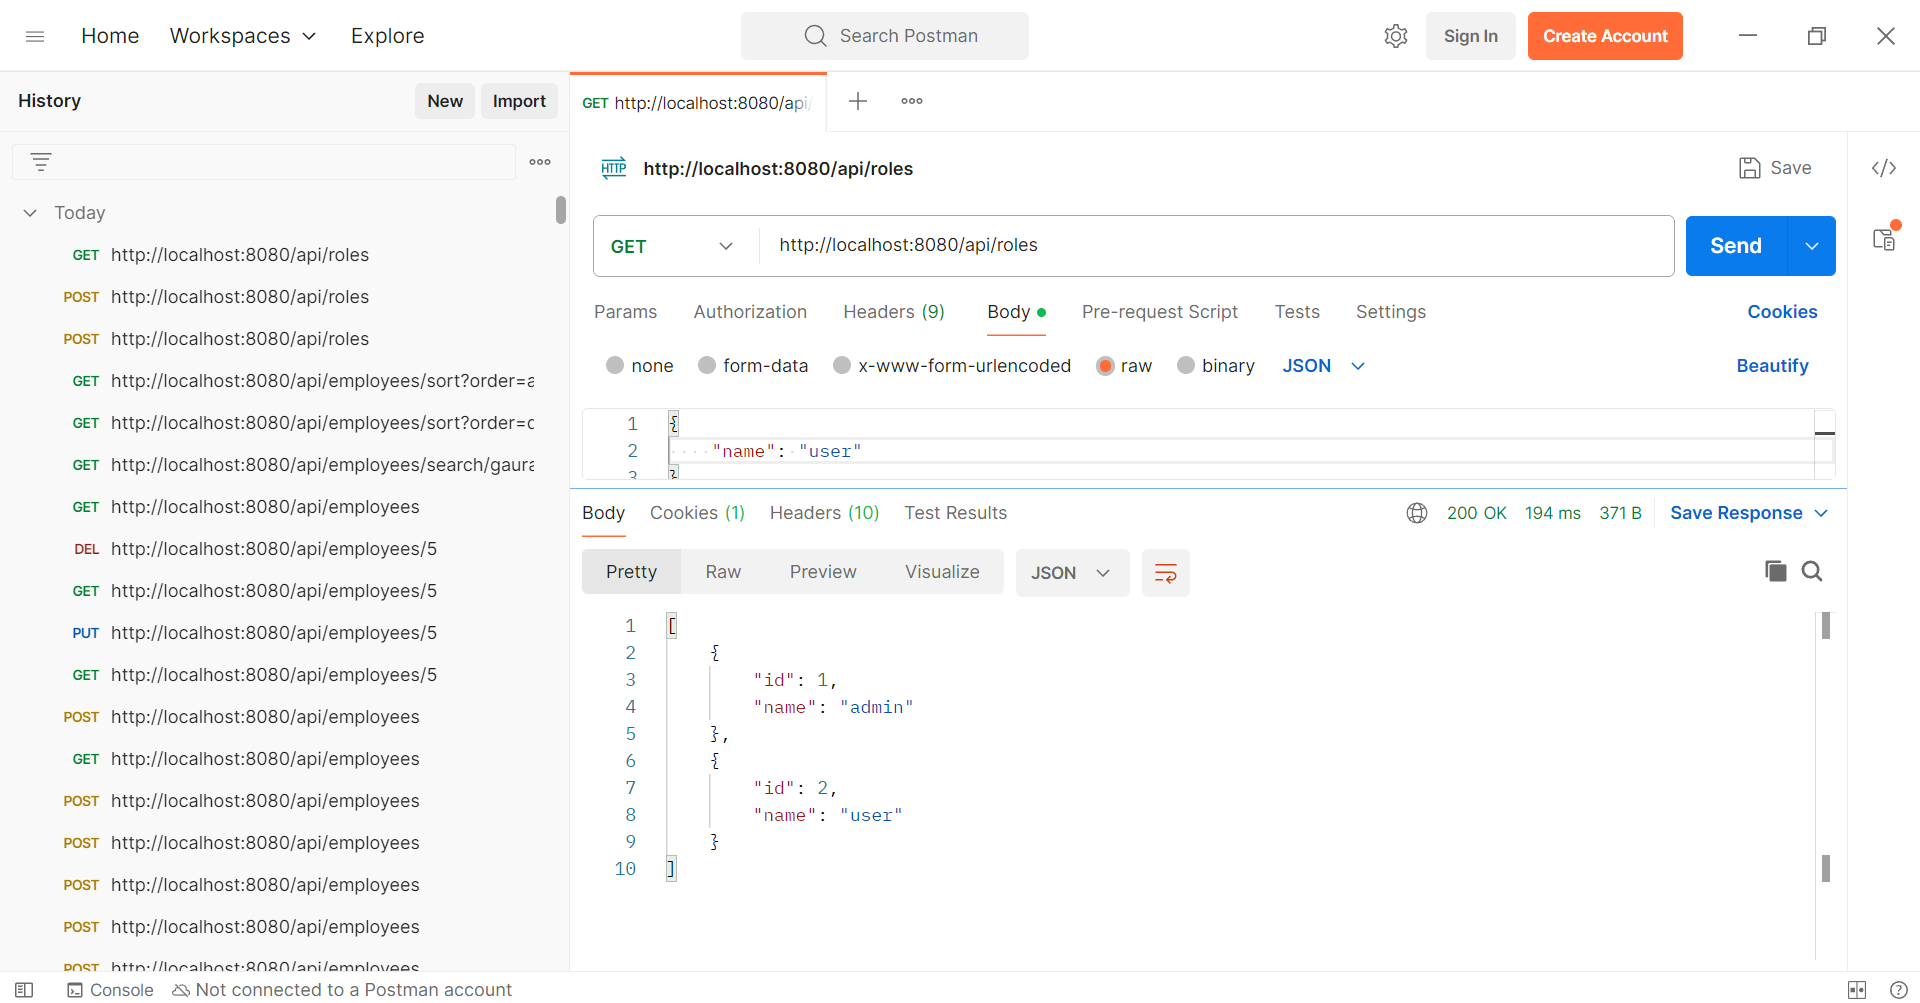 Home Workspaces Explore Search Postman Sign In Create Account
History New Import
GET http://localhost:8080/api/
Today
GET http://localhost:8080/api/roles
POST http://localhost:8080/api/roles
POST http://localhost:8080/api/roles
GET http://localhost:8080/api/employees/sort?order=a
GET http://localhost:8080/api/employees/sort?order=d
GET http://localhost:8080/api/employees/search/gaura
GET http://localhost:8080/api/employees
DEL http://localhost:8080/api/employees/5
GET http://localhost:8080/api/employees/5
PUT http://localhost:8080/api/employees/5
GET http://localhost:8080/api/employees/5
POST http://localhost:8080/api/employees
GET http://localhost:8080/api/employees
POST http://localhost:8080/api/employees
POST http://localhost:8080/api/employees
POST http://localhost:8080/api/employees
POST http://localhost:8080/api/employees
POST http://localhost:8080/api/employees
HTTP http://localhost:8080/api/roles Save
GET http://localhost:8080/api/roles Send
Params Authorization Headers (9) Body Pre-request Script Tests Settings Cookies
none form-data x-www-form-urlencoded raw binary JSON Beautify
1 {
2 "name": "user"
3 }
Body Cookies (1) Headers (10) Test Results 200 OK 194 ms 371 B Save Response
Pretty Raw Preview Visualize JSON
1 [
2 {
3 "id": 1,
4 "name": "admin"
5 },
6 {
7 "id": 2,
8 "name": "user"
9 }
10 ]
Console Not connected to a Postman account